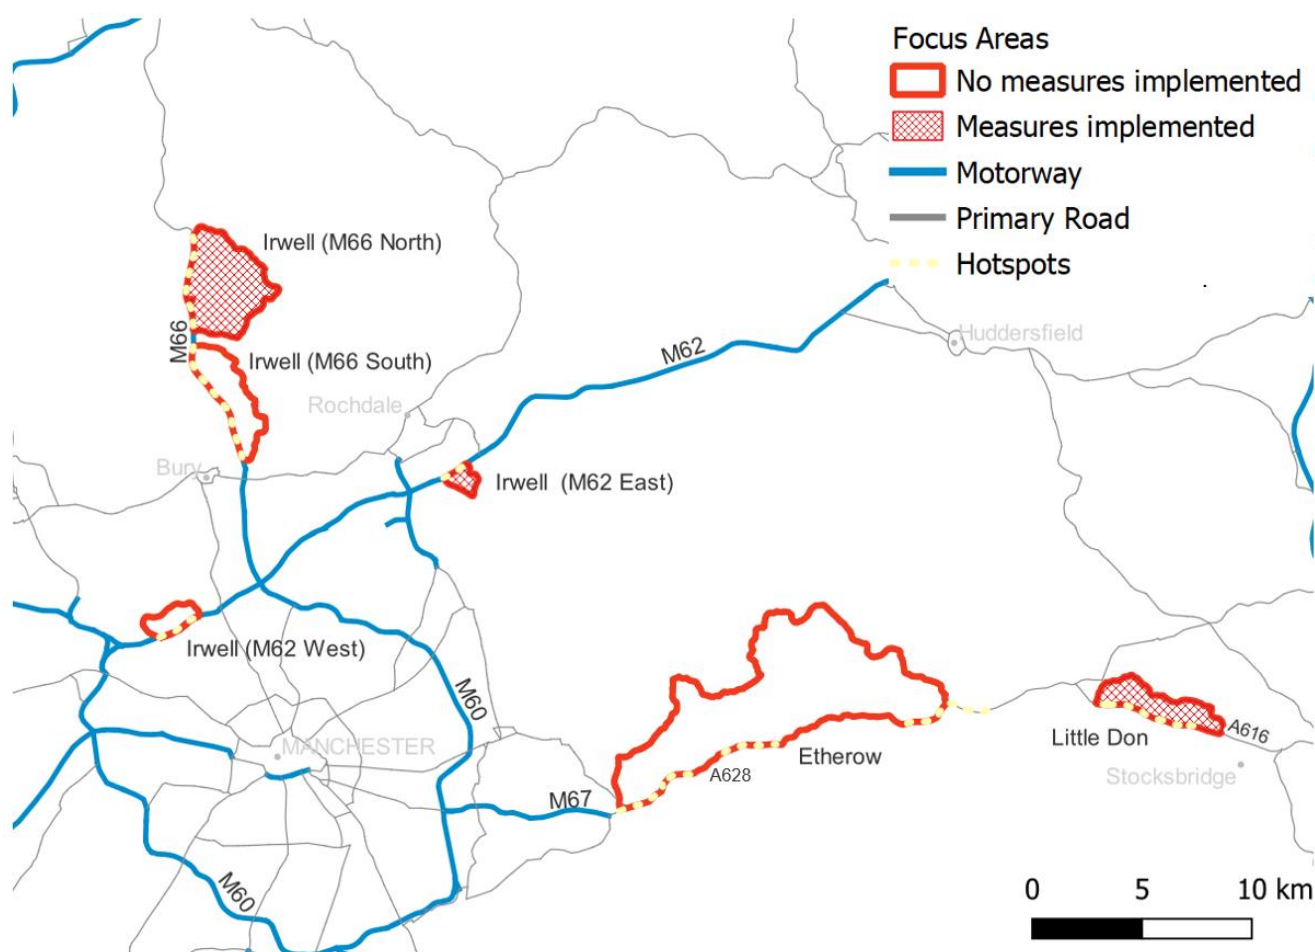 Focus Areas
No measures implemented
Measures implemented
Motorway
Primary Road
Hotspots
Irwell (M66 North)
M66
Irwell (M66 South)
Rochdale
M62
Huddersfield
Bury
Irwell (M62 East)
Irwell (M62 West)
M60
MANCHESTER
Little Don
A616
Etherow
A628
Stocksbridge
M67
M60
0 5 10 km